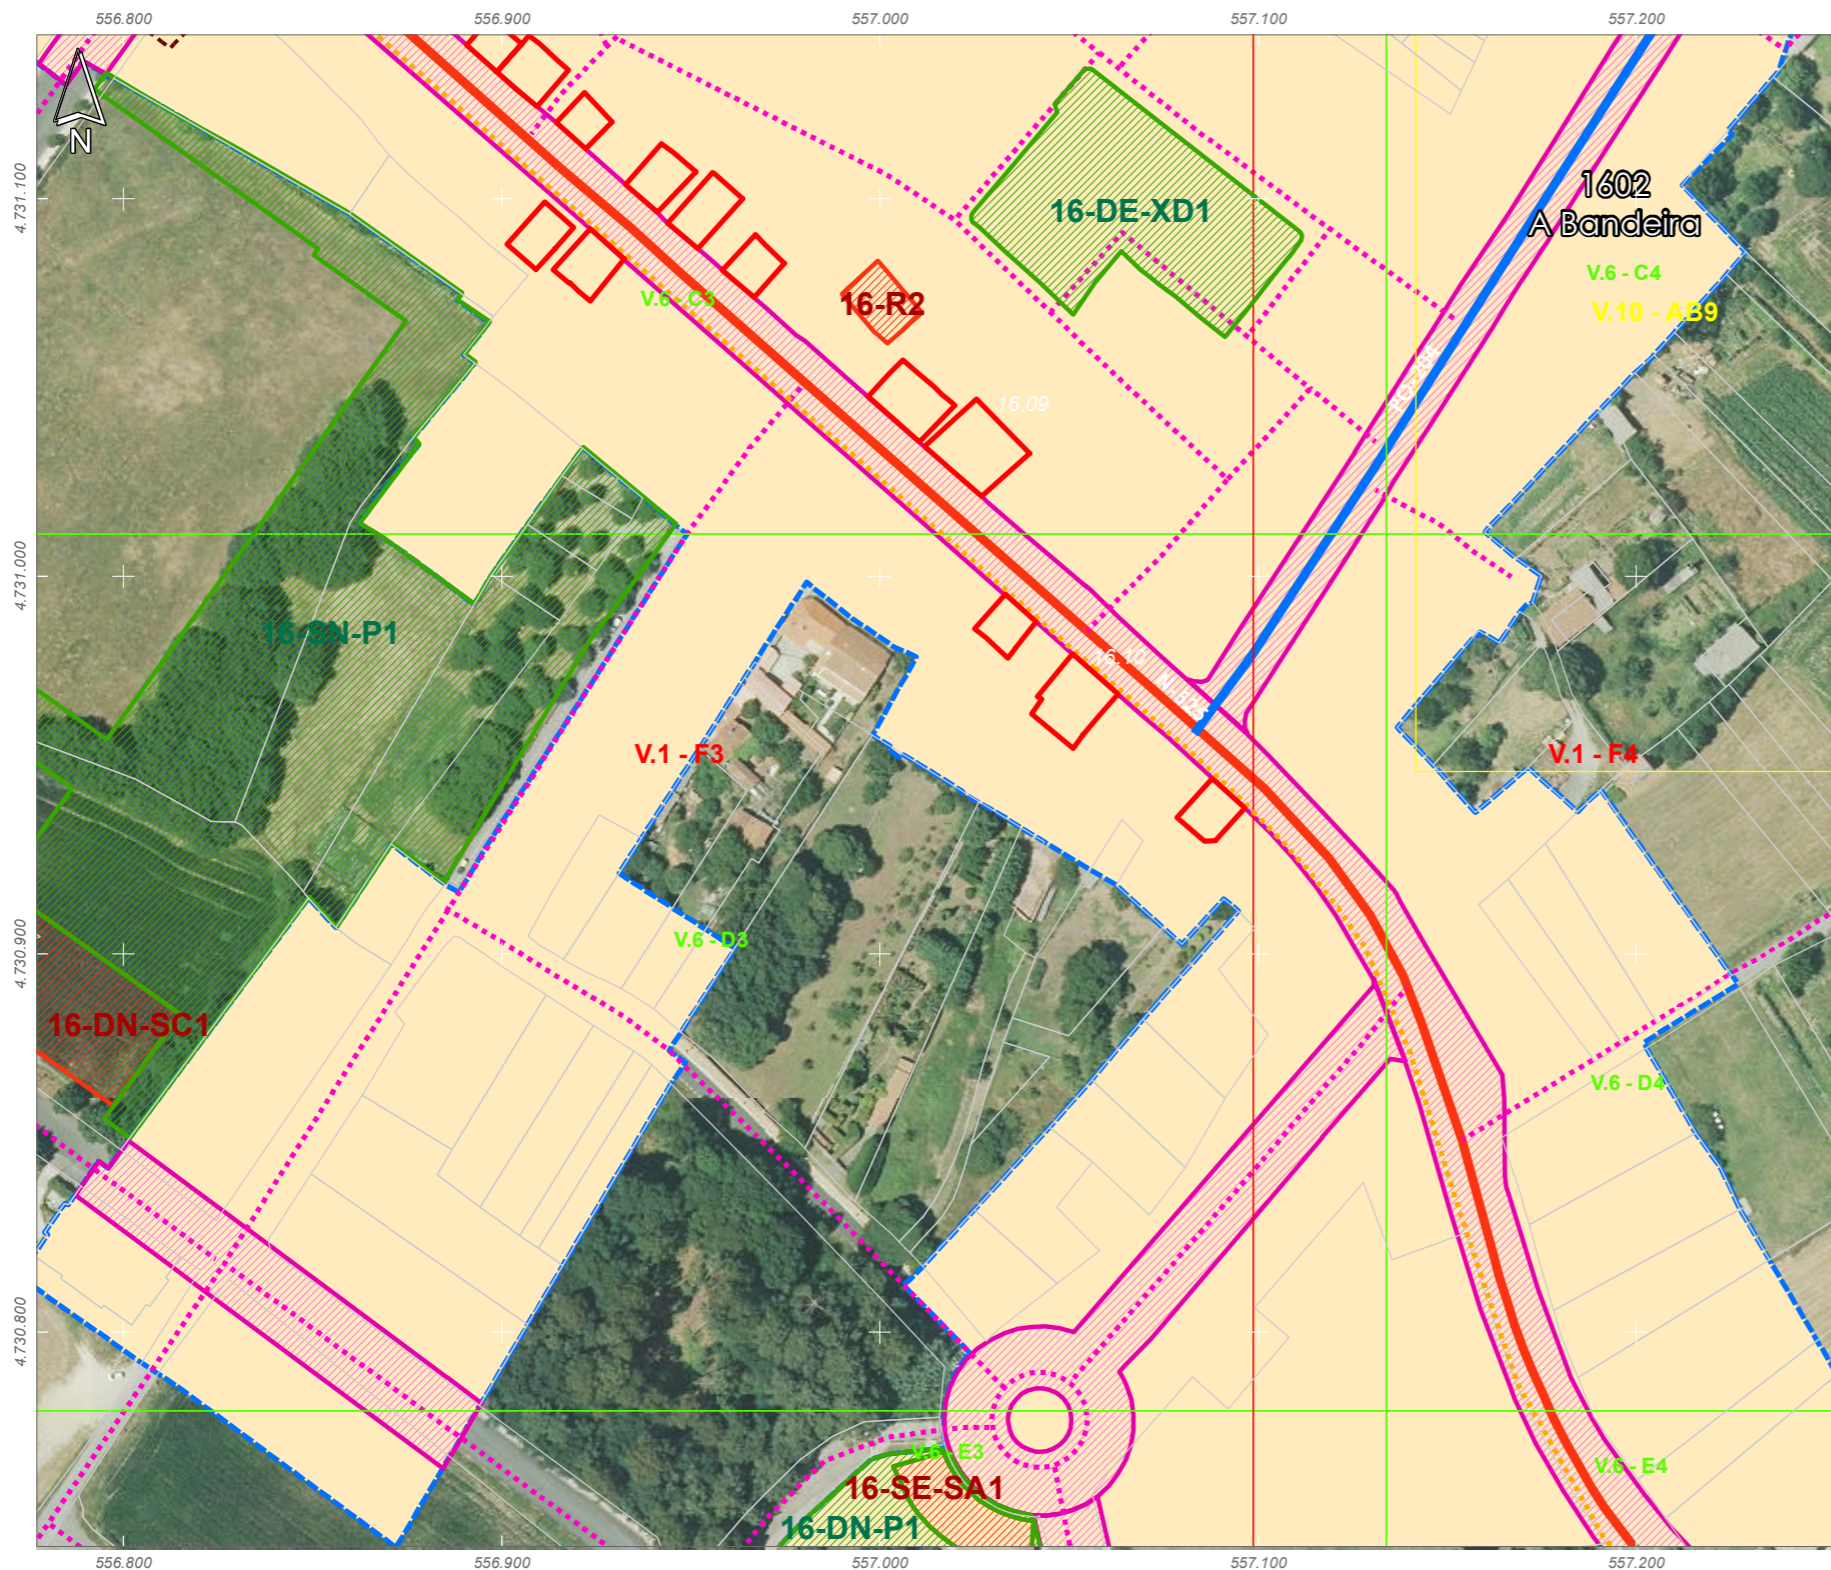 556.800
556.900
557.000
557.100
557.200
N
4.731.100
4.731.000
4.730.900
4.730.800
1602
A Bandeira
16-DE-XD1
V.6 - C4
V.6 - C3
16-R2
V.10 - AB9
16.09
16-SN-P1
16.10
N-525
V.1 - F3
V.1 - F4
V.6 - D3
16-DN-SC1
V.6 - D4
V.6 - E3
V.6 - E4
16-SE-SA1
16-DN-P1
556.800
556.900
557.000
557.100
557.200